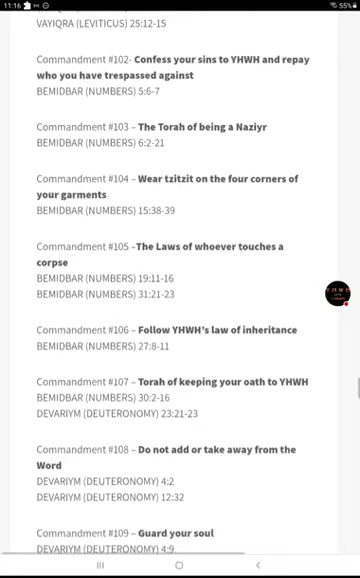 11:16
55%
VAYIQRA (LEVITICUS) 25:12-15
Commandment #102- Confess your sins to YHWH and repay
who you have trespassed against
BEMIDBAR (NUMBERS) 5:6-7
Commandment #103 – The Torah of being a Naziyr
BEMIDBAR (NUMBERS) 6:2-21
Commandment #104 – Wear tzitzit on the four corners of
your garments
BEMIDBAR (NUMBERS) 15:38-39
Commandment #105 –The Laws of whoever touches a
corpse
BEMIDBAR (NUMBERS) 19:11-16
BEMIDBAR (NUMBERS) 31:21-23
Commandment #106 – Follow YHWH's law of inheritance
BEMIDBAR (NUMBERS) 27:8-11
Commandment #107 – Torah of keeping your oath to YHWH
BEMIDBAR (NUMBERS) 30:2-16
DEVARIYM (DEUTERONOMY) 23:21-23
Commandment #108 – Do not add or take away from the
Word
DEVARIYM (DEUTERONOMY) 4:2
DEVARIYM (DEUTERONOMY) 12:32
Commandment #109 – Guard your soul
DEVARIYM (DEUTERONOMY) 4:9